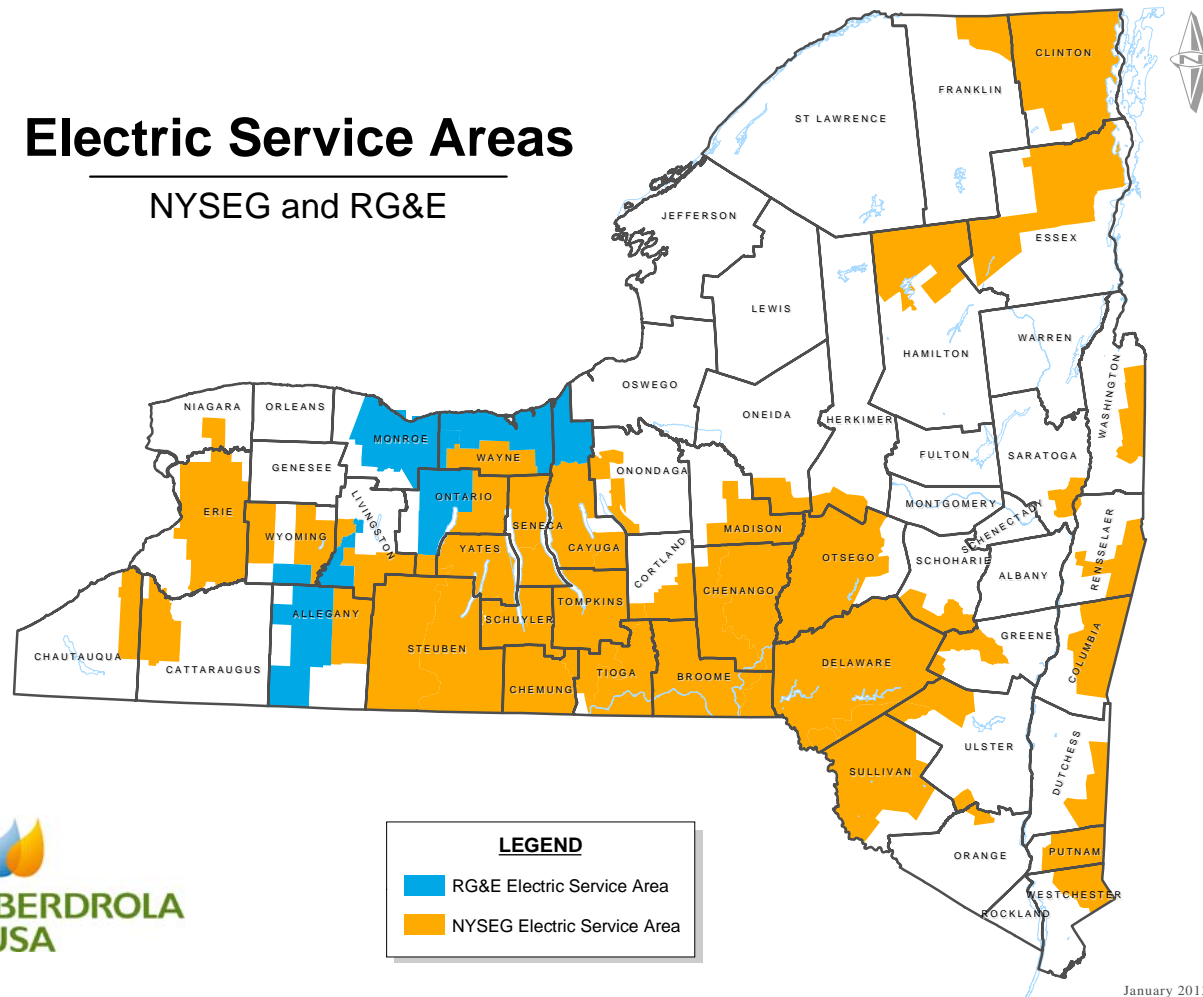 Electric Service Areas
NYSEG and RG&E
CLINTON
FRANKLIN
ST LAWRENCE
JEFFERSON
ESSEX
LEWIS
WARREN
HAMILTON
WASHINGTON
OSWEGO
ONEIDA
HERKIMER
NIAGARA
ORLEANS
MONROE
WAYNE
GENESEE
ONONDAGA
FULTON
SARATOGA
ONTARIO
LIVINGSTON
MONTGOMERY
SCHENECTADY
ERIE
WYOMING
SENECA
MADISON
YATES
CAYUGA
OTSEGO
SCHOHARIE
RENSSELAER
CORTLAND
ALBANY
CHENANGO
TOMPKINS
ALLEGANY
SCHUYLER
GREENE
STEUBEN
COLUMBIA
CHAUTAUQUA
CATTARAUGUS
TIOGA
BROOME
DELAWARE
CHEMUNG
ULSTER
DUTCHESS
SULLIVAN
ORANGE
PUTNAM
WESTCHESTER
ROCKLAND
LEGEND
RG&E Electric Service Area
NYSEG Electric Service Area
BERDROLA
USA
N
January 201